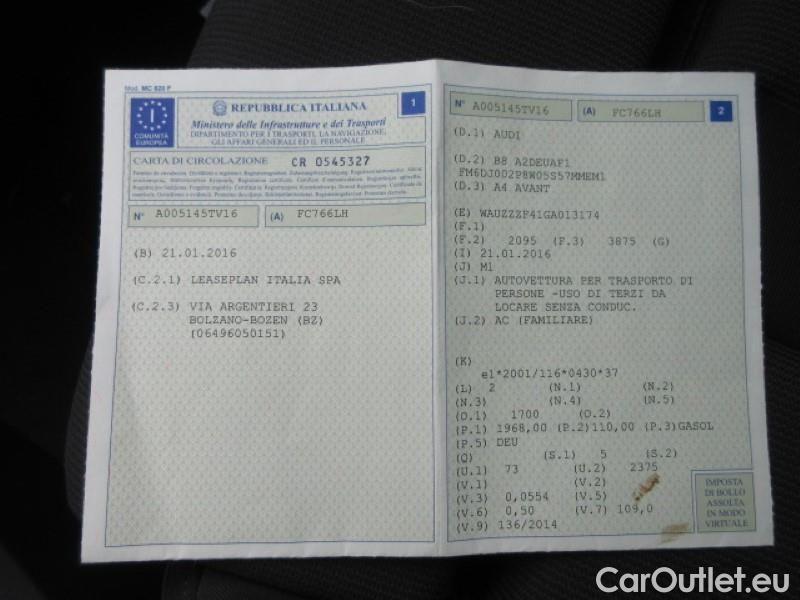 Mod. MC 820 F
I
COMUNITÀ
EUROPEA
REPUBBLICA ITALIANA
1
Ministero delle Infrastrutture e dei Trasporti
DIPARTIMENTO PER I TRASPORTI, LA NAVIGAZIONE,
GLI AFFARI GENERALI ED IL PERSONALE
CARTA DI CIRCOLAZIONE CR 0545327
N° A005145TV16 (A) FC766LH
(B) 21.01.2016
(C.2.1) LEASEPLAN ITALIA SPA
(C.2.3) VIA ARGENTIERI 23
BOLZANO-BOZEN (BZ)
(06496050151)
N° A005145TV16 (A) FC766LH 2
(D.1) AUDI
(D.2) B8 A2DEUAF1
FM6DJ002P8W05S57MMEM1
(D.3) A4 AVANT
(E) WAUZZZF41GA013174
(F.1)
(F.2) 2095 (F.3) 3875 (G)
(I) 21.01.2016
(J) M1
(J.1) AUTOVETTURA PER TRASPORTO DI
PERSONE -USO DI TERZI DA
LOCARE SENZA CONDUC.
(J.2) AC (FAMILIARE)
(K)
e1*2001/116*0430*37
(L) 2 (N.1) (N.2)
(N.3) (N.4) (N.5)
(O.1) 1700 (O.2)
(P.1) 1968,00 (P.2)110,00 (P.3)GASOL
(P.5) DEU
(Q) (S.1) 5 (S.2)
(U.1) 73 (U.2) 2375
(V.1) (V.2)
(V.3) 0,0554 (V.5)
(V.6) 0,50 (V.7) 109,0
(V.9) 136/2014
IMPOSTA
DI BOLLO
ASSOLTA
IN MODO
VIRTUALE
CarOutlet.eu